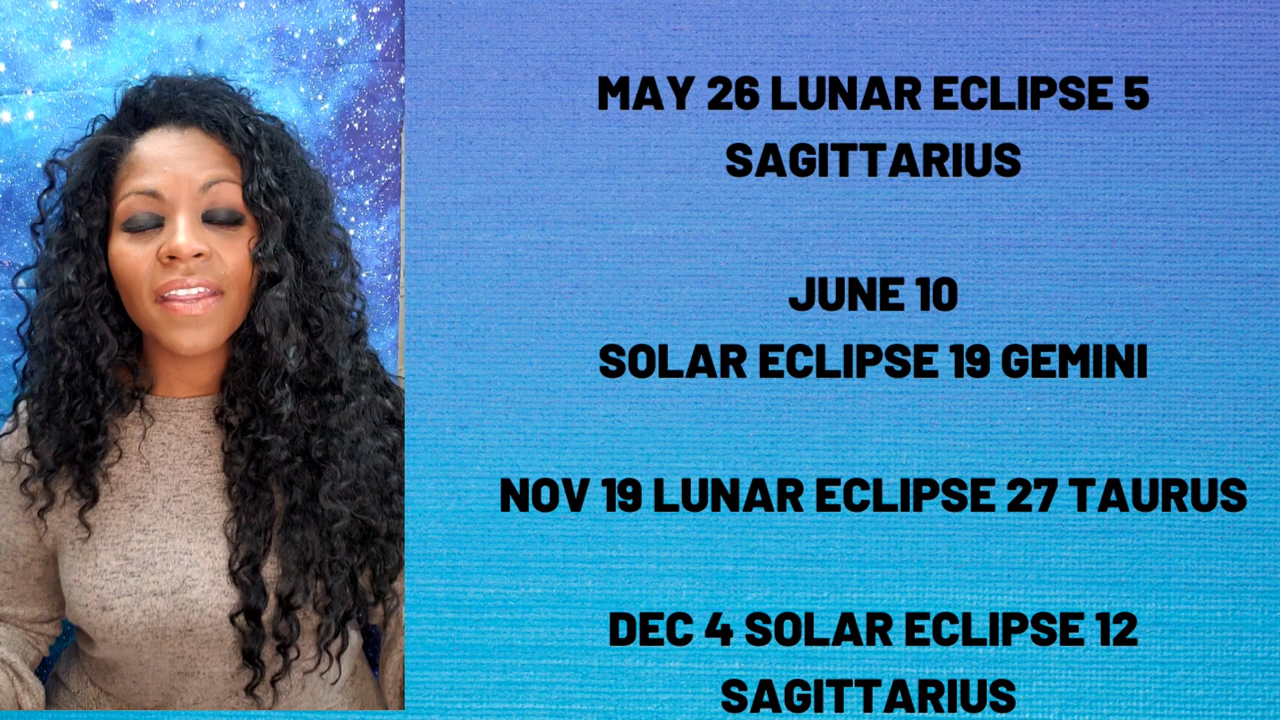 MAY 26 LUNAR ECLIPSE 5
SAGITTARIUS
JUNE 10
SOLAR ECLIPSE 19 GEMINI
NOV 19 LUNAR ECLIPSE 27 TAURUS
DEC 4 SOLAR ECLIPSE 12
SAGITTARIUS